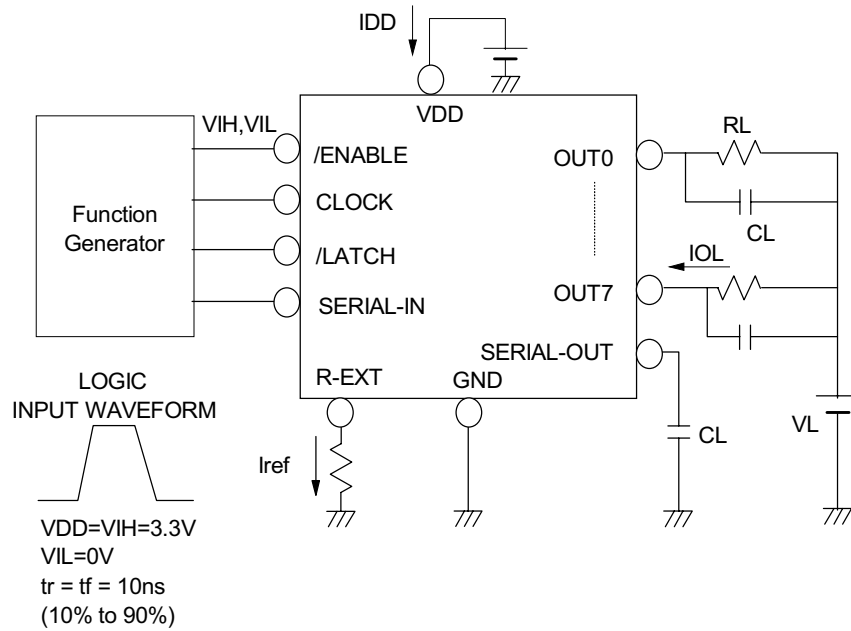 IDD
VDD
VIH,VIL
/ENABLE
CLOCK
/LATCH
SERIAL-IN
Function
Generator
OUT0
RL
CL
IOL
OUT7
SERIAL-OUT
R-EXT
GND
CL
VL
Iref
LOGIC
INPUT WAVEFORM
VDD=VIH=3.3V
VIL=0V
tr = tf = 10ns
(10% to 90%)